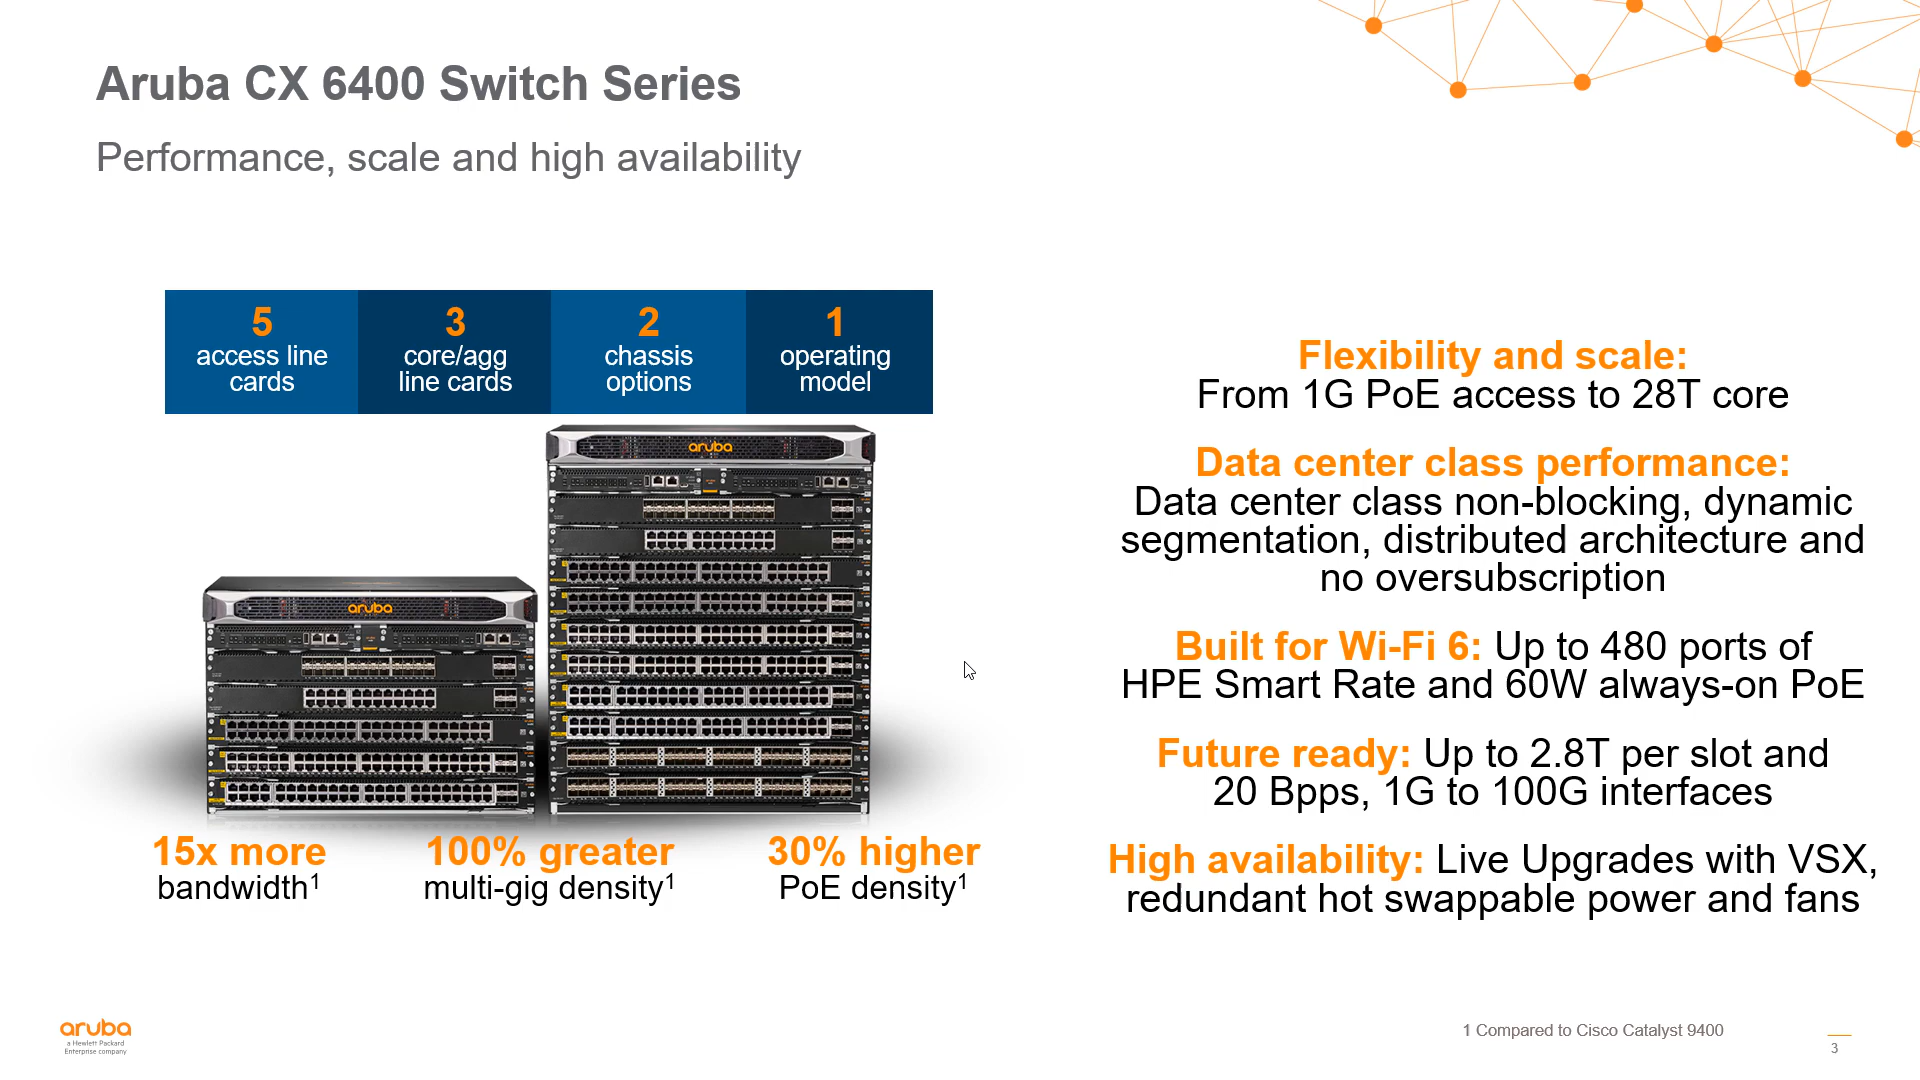 Aruba CX 6400 Switch Series
Performance, scale and high availability
5
access line
cards
3
core/agg
line cards
2
chassis
options
1
operating
model
aruba
aruba
15x more
bandwidth1
100% greater
multi-gig density1
30% higher
PoE density1
Flexibility and scale:
From 1G PoE access to 28T core
Data center class performance:
Data center class non-blocking, dynamic
segmentation, distributed architecture and
no oversubscription
Built for Wi-Fi 6: Up to 480 ports of
HPE Smart Rate and 60W always-on PoE
Future ready: Up to 2.8T per slot and
20 Bpps, 1G to 100G interfaces
High availability: Live Upgrades with VSX,
redundant hot swappable power and fans
aruba
a Hewlett Packard
Enterprise company
1 Compared to Cisco Catalyst 9400
3